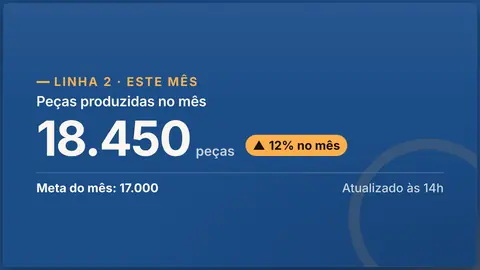 LINHA 2 · ESTE MÊS
Peças produzidas no mês
18.450 peças ▲ 12% no mês
Meta do mês: 17.000 Atualizado às 14h